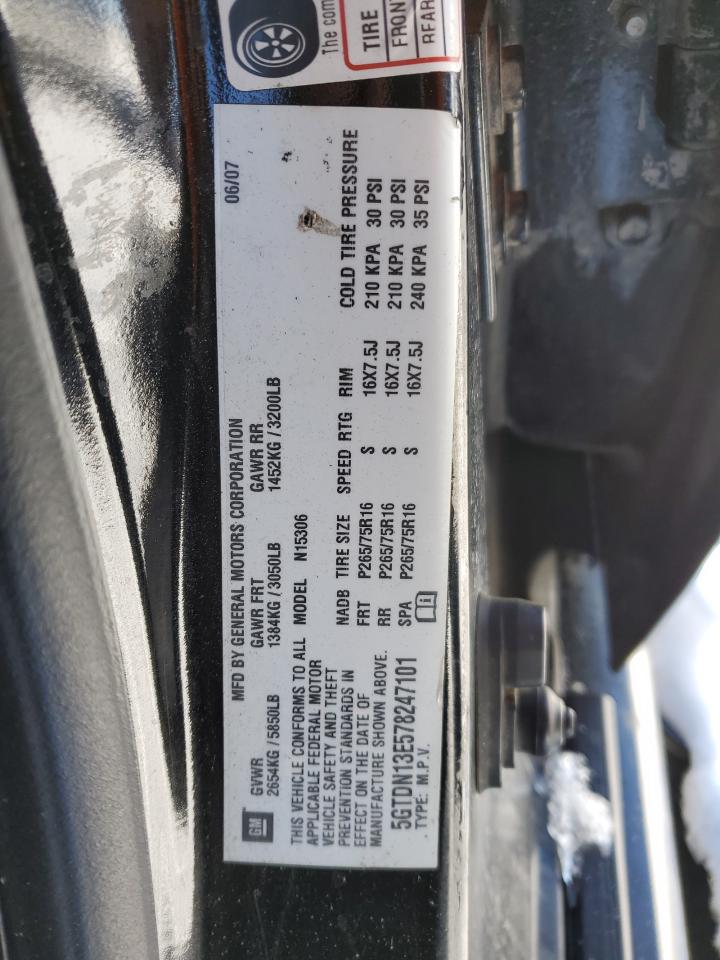 The com
TIRE
FRONT
REAR
MFD BY GENERAL MOTORS CORPORATION 06/07
GM
GVWR GAWR FRT GAWR RR
2654KG / 5850LB 1384KG / 3050LB 1452KG / 3200LB
THIS VEHICLE CONFORMS TO ALL
APPLICABLE FEDERAL MOTOR
VEHICLE SAFETY AND THEFT
PREVENTION STANDARDS IN
EFFECT ON THE DATE OF
MANUFACTURE SHOWN ABOVE.
5GTDN13E578247101
TYPE: M.P.V.
MODEL N15306
NADB TIRE SIZE SPEED RTG RIM COLD TIRE PRESSURE
FRT P265/75R16 S 16X7.5J 210 KPA 30 PSI
RR P265/75R16 S 16X7.5J 210 KPA 30 PSI
SPA P265/75R16 S 16X7.5J 240 KPA 35 PSI